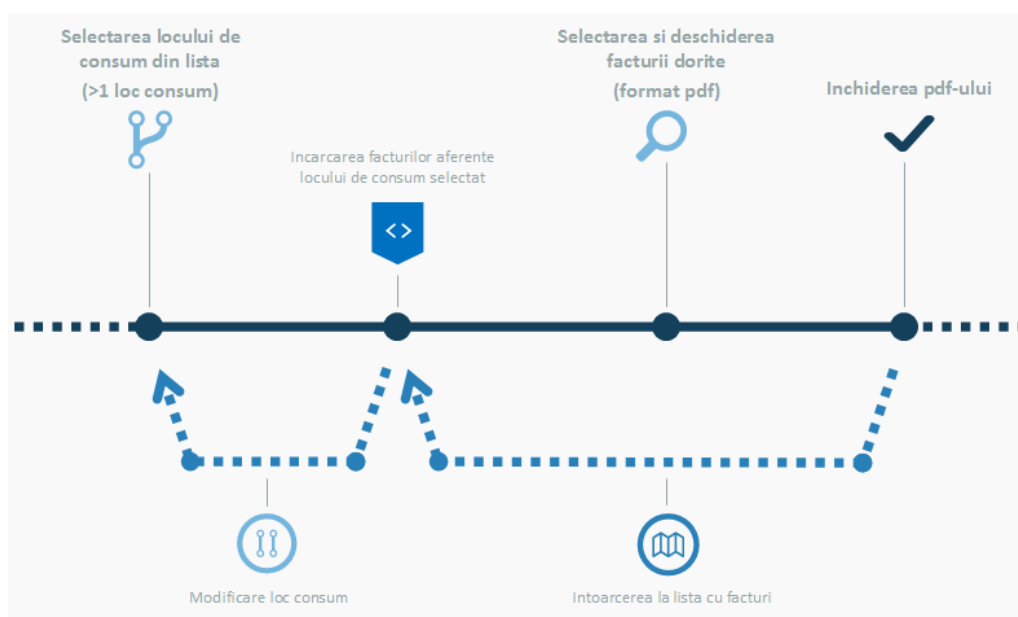 Selectarea locului de
consum din lista
(>1 loc consum)
Selectarea si deschiderea
facturii dorite
(format pdf)
Inchiderea pdf-ului
Incarcarea facturilor aferente
locului de consum selectat
Modificare loc consum
Intoarcerea la lista cu facturi